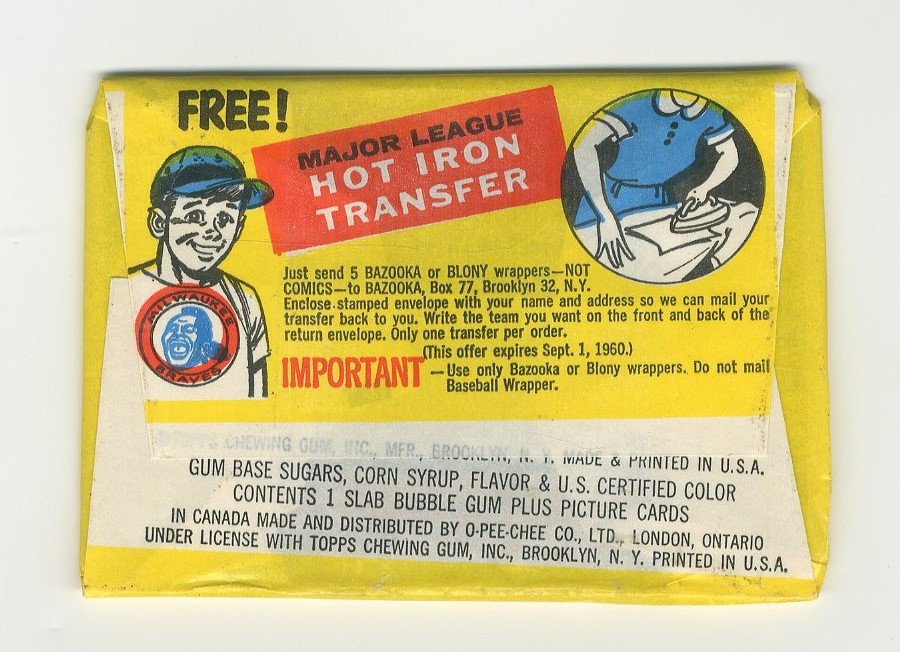 FREE!
MAJOR LEAGUE
HOT IRON
TRANSFER
MILWAUKEE
BRAVES
Just send 5 BAZOOKA or BLONY wrappers—NOT
COMICS—to BAZOOKA, Box 77, Brooklyn 32, N.Y.
Enclose stamped envelope with your name and address so we can mail your
transfer back to you. Write the team you want on the front and back of the
return envelope. Only one transfer per order.
(This offer expires Sept. 1, 1960.)
IMPORTANT—Use only Bazooka or Blony wrappers. Do not mail
Baseball Wrapper.
TOPPS CHEWING GUM, INC., MFR., BROOKLYN, N. Y. MADE & PRINTED IN U.S.A.
GUM BASE SUGARS, CORN SYRUP, FLAVOR & U.S. CERTIFIED COLOR
CONTENTS 1 SLAB BUBBLE GUM PLUS PICTURE CARDS
IN CANADA MADE AND DISTRIBUTED BY O-PEE-CHEE CO., LTD., LONDON, ONTARIO
UNDER LICENSE WITH TOPPS CHEWING GUM, INC., BROOKLYN, N. Y. PRINTED IN U.S.A.